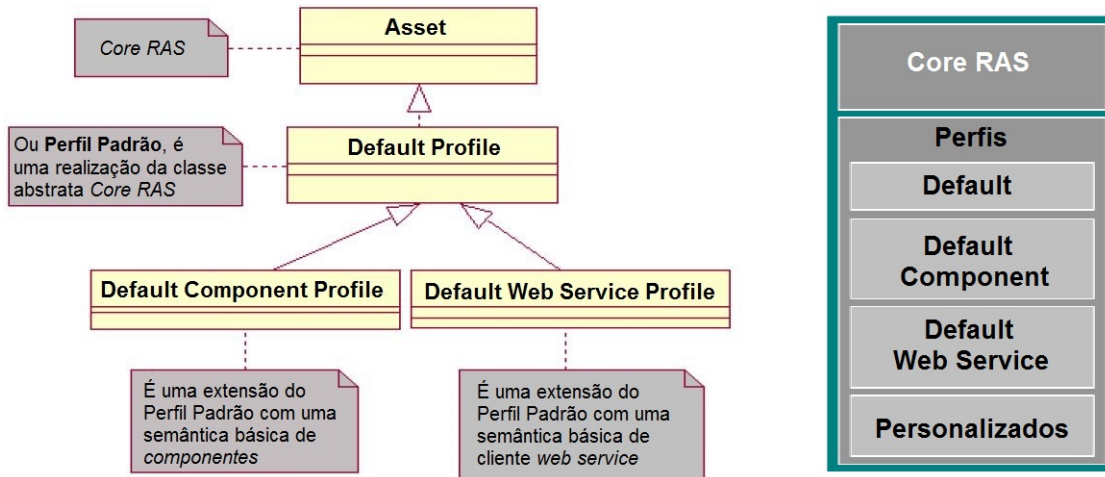 Core RAS
Asset
Ou Perfil Padrão, é
uma realização da classe
abstrata Core RAS
Default Profile
Default Component Profile
Default Web Service Profile
É uma extensão do
Perfil Padrão com uma
semântica básica de
componentes
É uma extensão do
Perfil Padrão com uma
semântica básica de
cliente web service
Core RAS
Perfis
Default
Default
Component
Default
Web Service
Personalizados